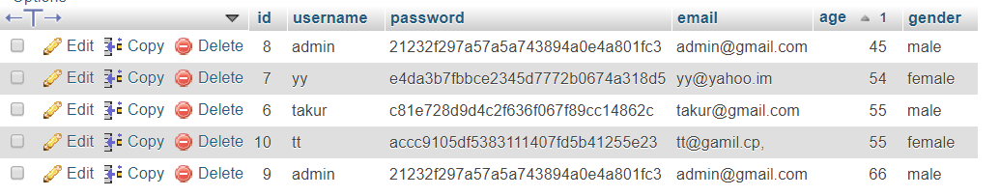 Options
id username password email age 1 gender
Edit Copy Delete 8 admin 21232f297a57a5a743894a0e4a801fc3 admin@gmail.com 45 male
Edit Copy Delete 7 yy e4da3b7fbbce2345d7772b0674a318d5 yy@yahoo.im 54 female
Edit Copy Delete 6 takur c81e728d9d4c2f636f067f89cc14862c takur@gmail.com 55 male
Edit Copy Delete 10 tt accc9105df5383111407fd5b41255e23 tt@gamil.cp, 55 female
Edit Copy Delete 9 admin 21232f297a57a5a743894a0e4a801fc3 admin@gmail.com 66 male